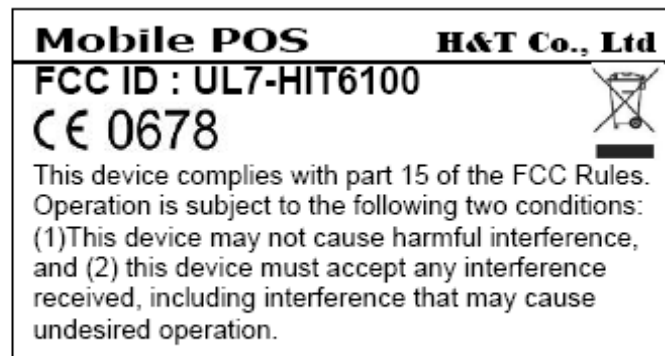 Mobile POS H&T Co., Ltd
FCC ID : UL7-HIT6100
CE 0678
This device complies with part 15 of the FCC Rules.
Operation is subject to the following two conditions:
(1)This device may not cause harmful interference,
and (2) this device must accept any interference
received, including interference that may cause
undesired operation.